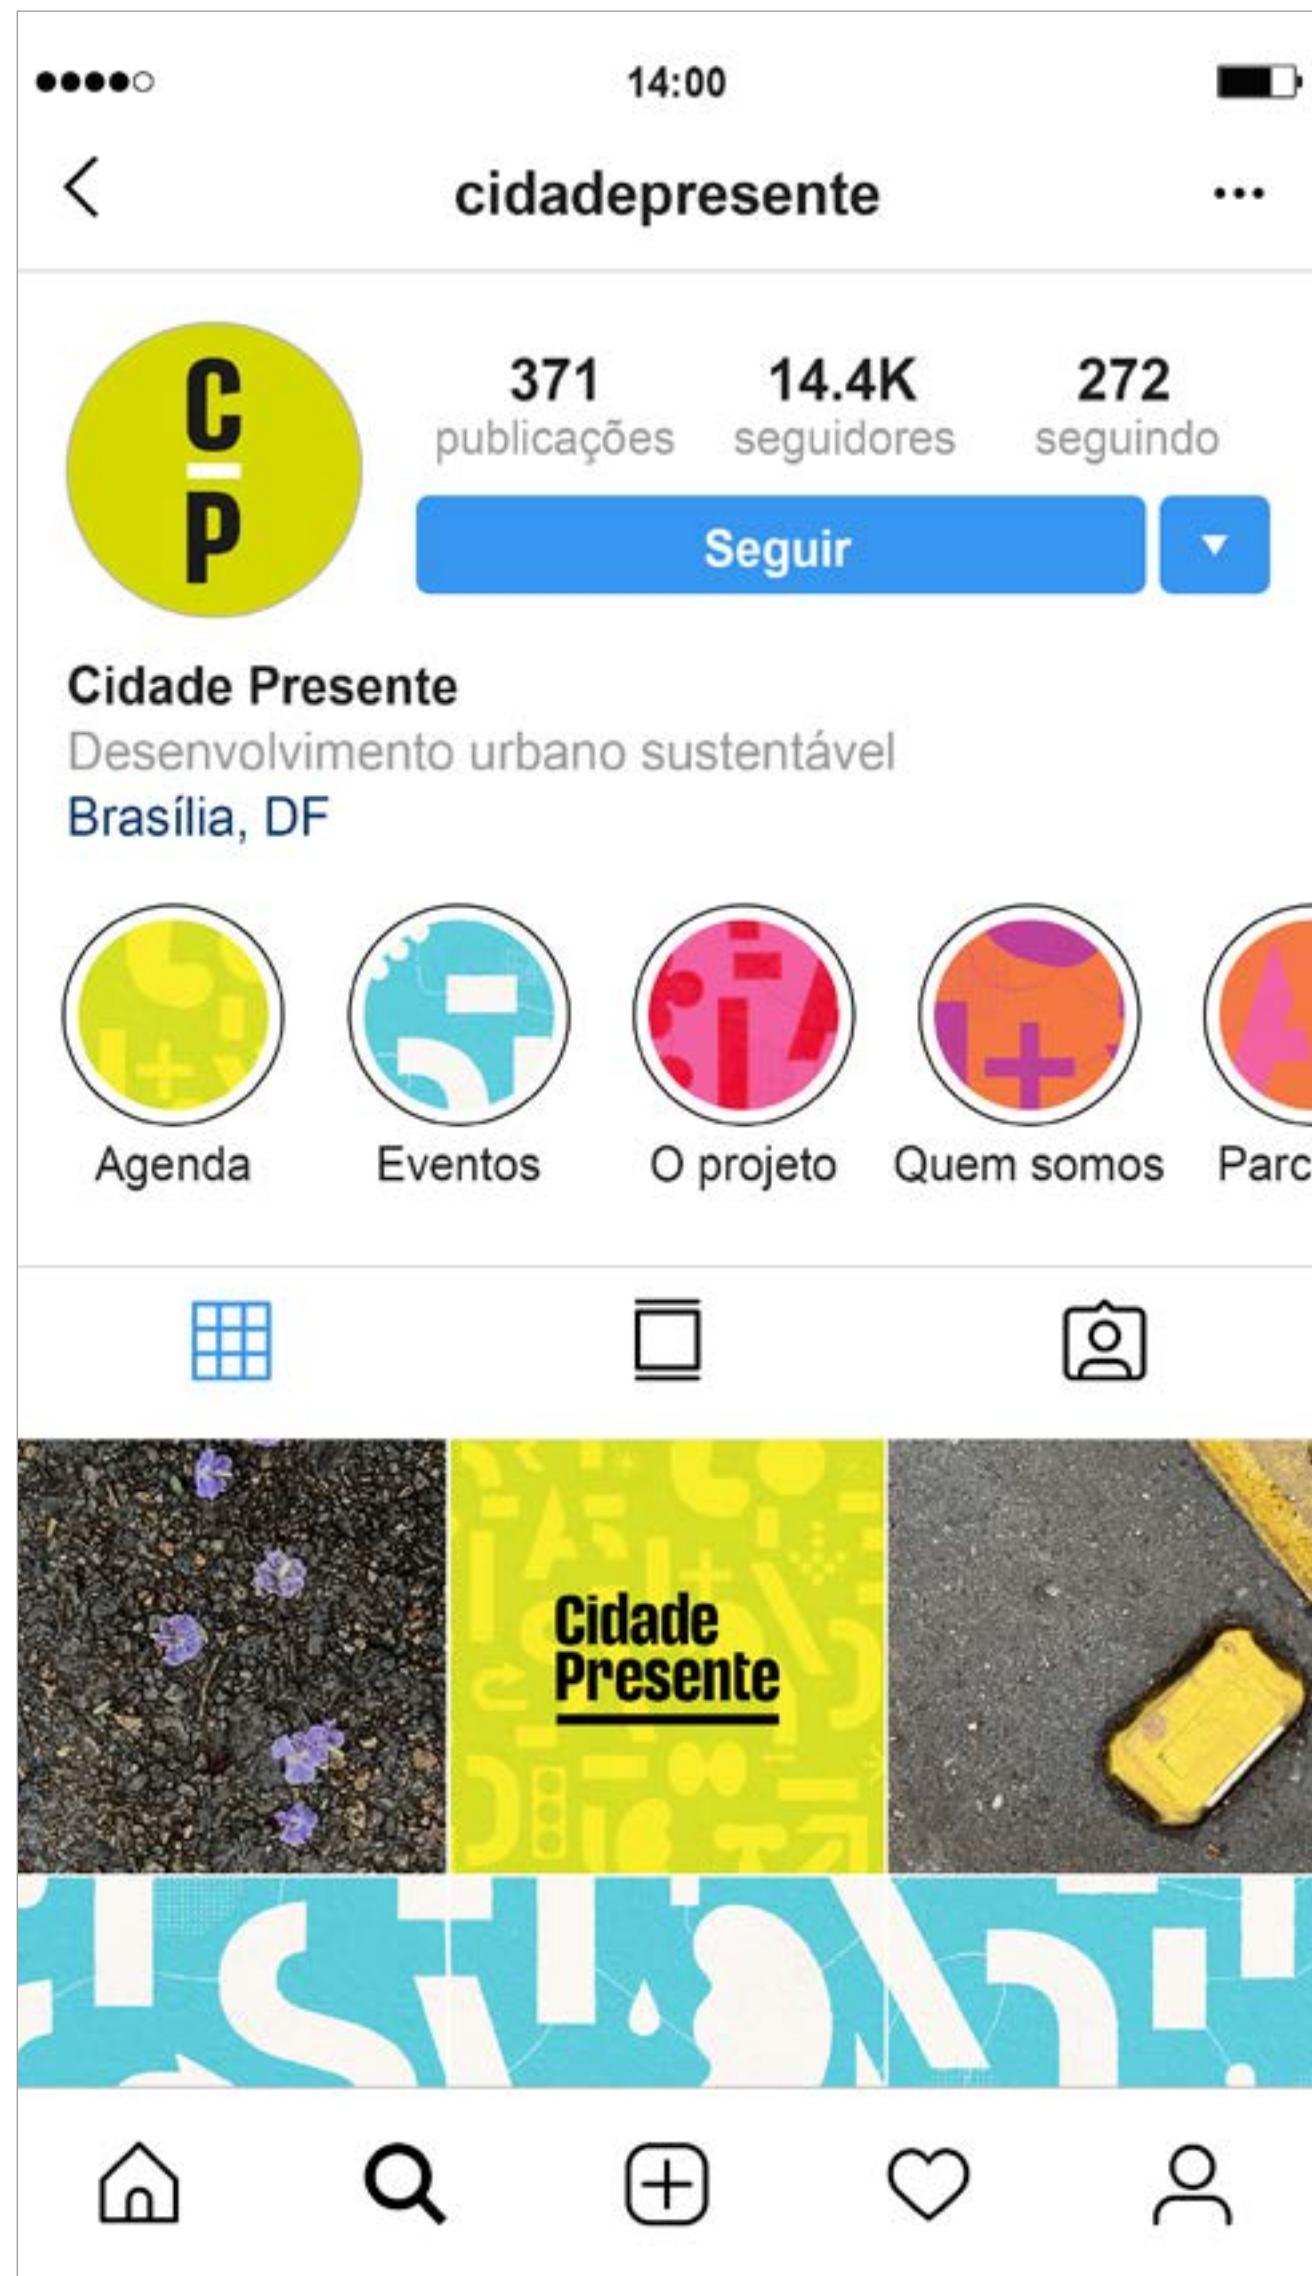 14:00
cidadepresente
C
P
371 14.4K 272
publicações seguidores seguindo
Seguir
Cidade Presente
Desenvolvimento urbano sustentável
Brasília, DF
Agenda Eventos O projeto Quem somos Parc
Cidade
Presente